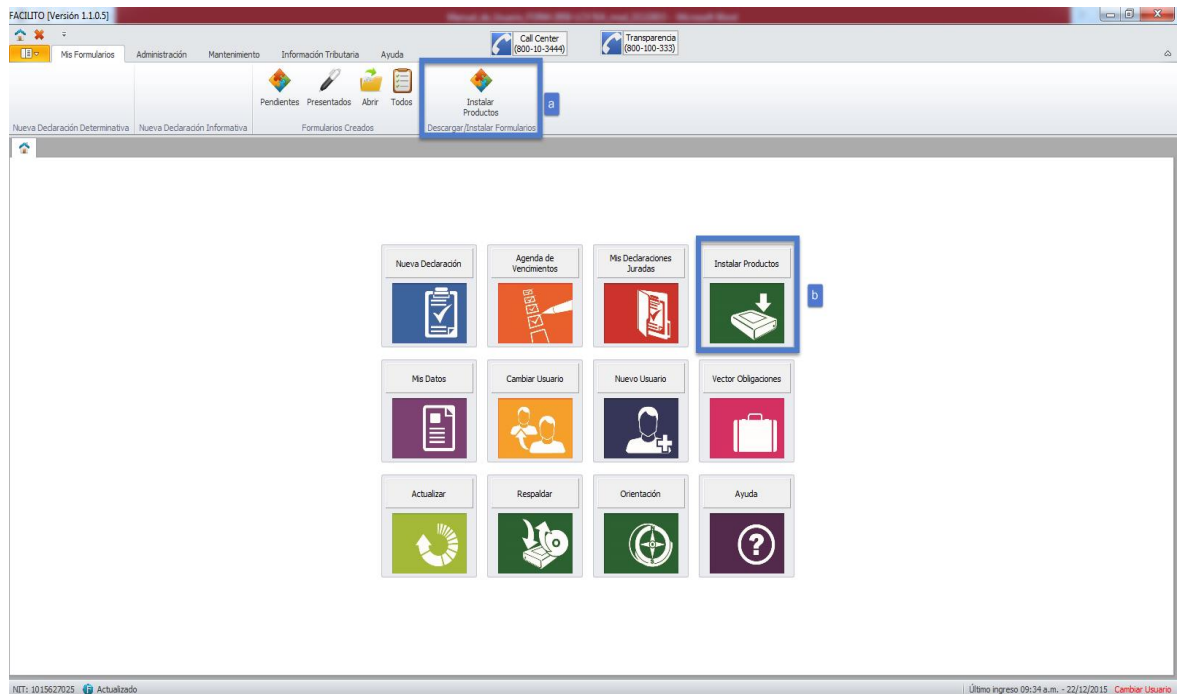 FACILITO [Versión 1.1.0.5]
Call Center
(800-10-3444)
Transparencia
(800-100-333)
Mis Formularios
Administración
Mantenimiento
Información Tributaria
Ayuda
Pendientes
Presentados
Abrir
Todos
Instalar
Productos
a
Nueva Declaración Determinativa
Nueva Declaración Informativa
Formularios Creados
Descargar/Instalar Formularios
Nueva Declaración
Agenda de
Vencimientos
Mis Declaraciones
Juradas
Instalar Productos
b
Mis Datos
Cambiar Usuario
Nuevo Usuario
Vector Obligaciones
Actualizar
Respaldar
Orientación
Ayuda
?
NIT: 1015627025
Actualizado
Último ingreso 09:34 a.m. - 22/12/2015
Cambiar Usuario